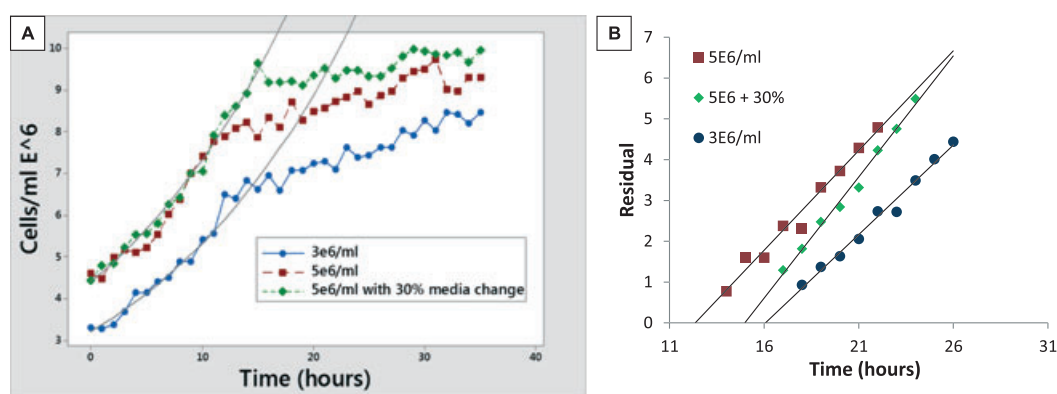 A
Cells/ml E^6
10
9
8
7
6
5
4
3
0
10
20
30
40
Time (hours)
3e6/ml
5e6/ml
5e6/ml with 30% media change
B
Residual
7
6
5
4
3
2
1
0
11
16
21
26
31
Time (hours)
5E6/ml
5E6 + 30%
3E6/ml